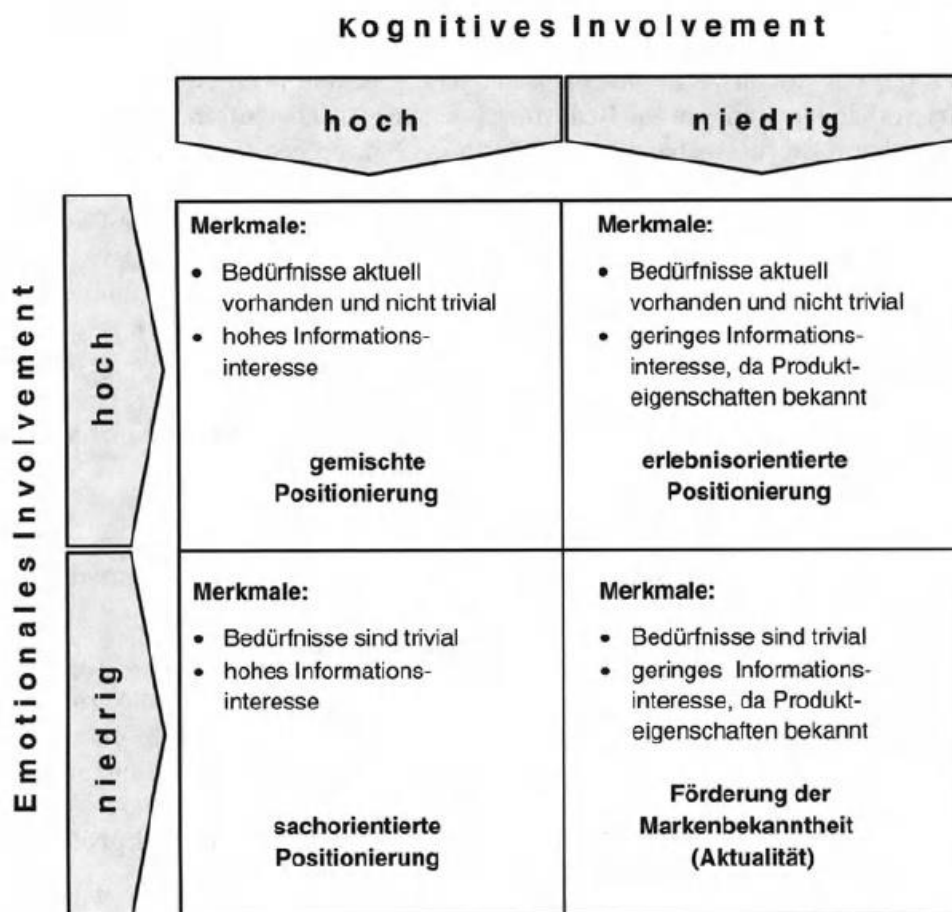 Kognitives Involvement
hoch
niedrig
Emotionales Involvement
hoch
Merkmale:
• Bedürfnisse aktuell
vorhanden und nicht trivial
• hohes Informations-
interesse
gemischte
Positionierung
Merkmale:
• Bedürfnisse aktuell
vorhanden und nicht trivial
• geringes Informations-
interesse, da Produkt-
eigenschaften bekannt
erlebnisorientierte
Positionierung
niedrig
Merkmale:
• Bedürfnisse sind trivial
• hohes Informations-
interesse
sachorientierte
Positionierung
Merkmale:
• Bedürfnisse sind trivial
• geringes Informations-
interesse, da Produkt-
eigenschaften bekannt
Förderung der
Markenbekanntheit
(Aktualität)